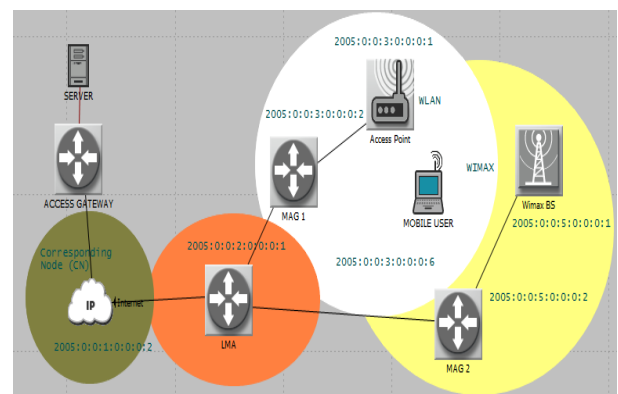 2005:0:0:3:0:0:0:1
SERVER
WLAN
2005:0:0:3:0:0:0:2
Access Point
ACCESS GATEWAY
MAG 1
WIMAX
MOBILE USER
Wimax BS
2005:0:0:5:0:0:0:1
Corresponding
Node (CN)
2005:0:0:2:0:0:0:1
2005:0:0:3:0:0:0:6
IP
Internet
2005:0:0:5:0:0:0:2
LMA
2005:0:0:1:0:0:0:2
MAG 2